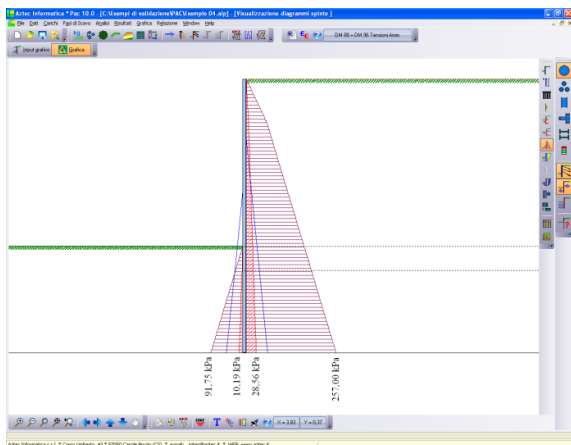 Aztec Informatica * Pac 10.0 - [C:\Esempi di validazione\PAC\Esempio 04.alp] - [Visualizzazione diagrammi spinte ]
File Dati Carichi Fasi di Scavo Analisi Risultati Grafica Relazione Window Help
DM 88 + DM 96-Tensioni Amm.
Input grafico
Grafica
91,75 kPa
10,19 kPa
28,56 kPa
257,00 kPa
X=3,93 Y=0,37